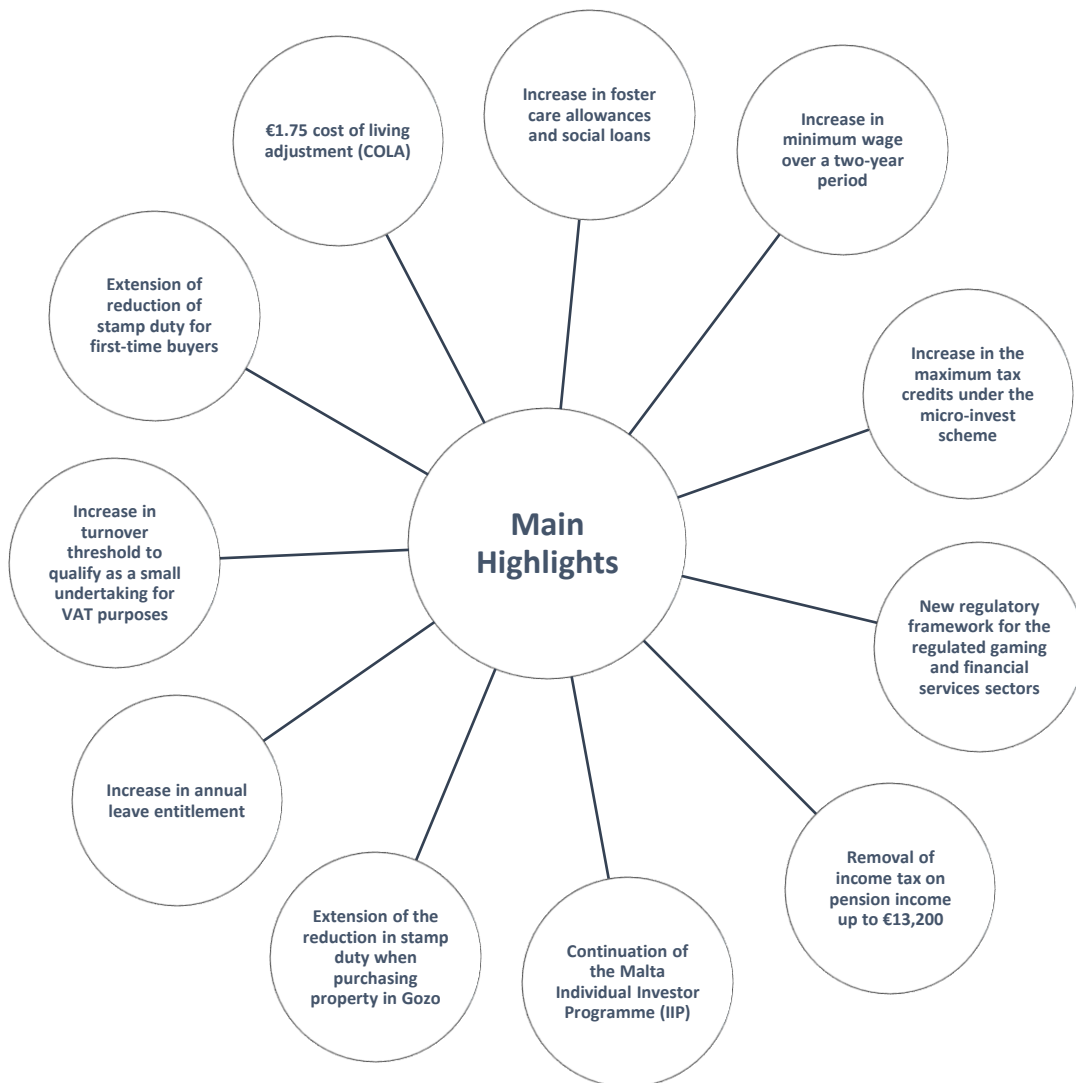 Increase in foster
care allowances
and social loans
Increase in
minimum wage
over a two-year
period
€1.75 cost of living
adjustment (COLA)
Extension of
reduction of
stamp duty for
first-time buyers
Increase in the
maximum tax
credits under the
micro-invest
scheme
Main
Highlights
Increase in
turnover
threshold to
qualify as a small
undertaking for
VAT purposes
New regulatory
framework for the
regulated gaming
and financial
services sectors
Increase in annual
leave entitlement
Removal of
income tax on
pension income
up to €13,200
Extension of the
reduction in stamp
duty when
purchasing
property in Gozo
Continuation of
the Malta
Individual Investor
Programme (IIP)